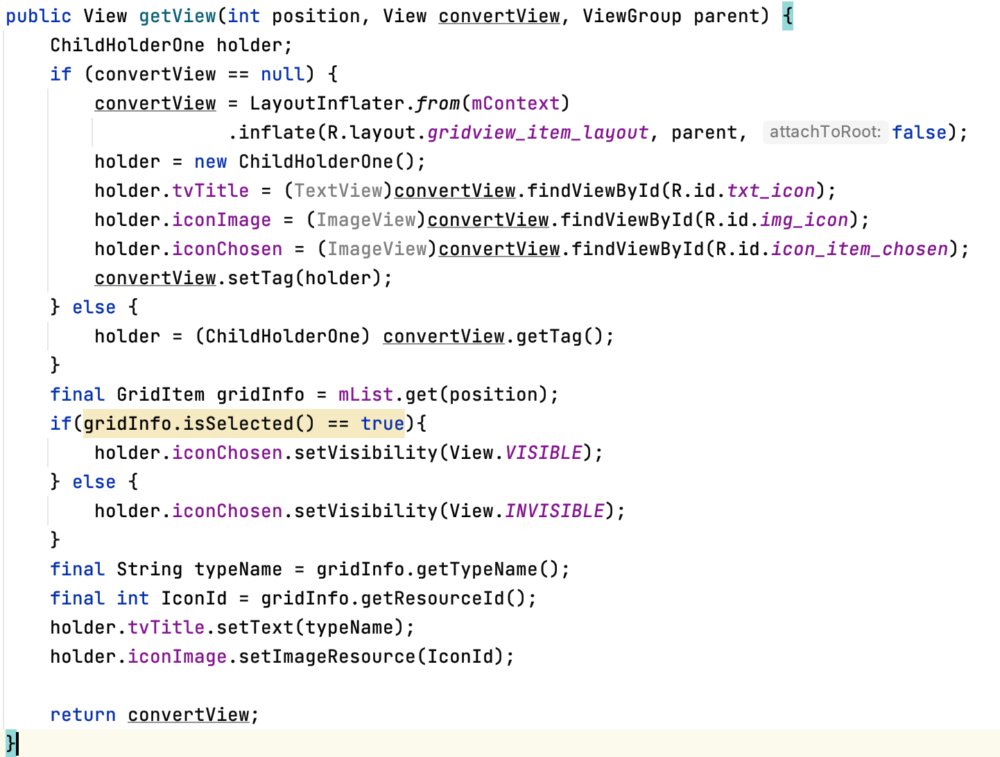 public View getView(int position, View convertView, ViewGroup parent) {
    ChildHolderOne holder;
    if (convertView == null) {
        convertView = LayoutInflater.from(mContext)
                    .inflate(R.layout.gridview_item_layout, parent, attachToRoot: false);
        holder = new ChildHolderOne();
        holder.tvTitle = (TextView)convertView.findViewById(R.id.txt_icon);
        holder.iconImage = (ImageView)convertView.findViewById(R.id.img_icon);
        holder.iconChosen = (ImageView)convertView.findViewById(R.id.icon_item_chosen);
        convertView.setTag(holder);
    } else {
        holder = (ChildHolderOne) convertView.getTag();
    }
    final GridItem gridInfo = mList.get(position);
    if(gridInfo.isSelected() == true){
        holder.iconChosen.setVisibility(View.VISIBLE);
    } else {
        holder.iconChosen.setVisibility(View.INVISIBLE);
    }
    final String typeName = gridInfo.getTypeName();
    final int IconId = gridInfo.getResourceId();
    holder.tvTitle.setText(typeName);
    holder.iconImage.setImageResource(IconId);

    return convertView;
}